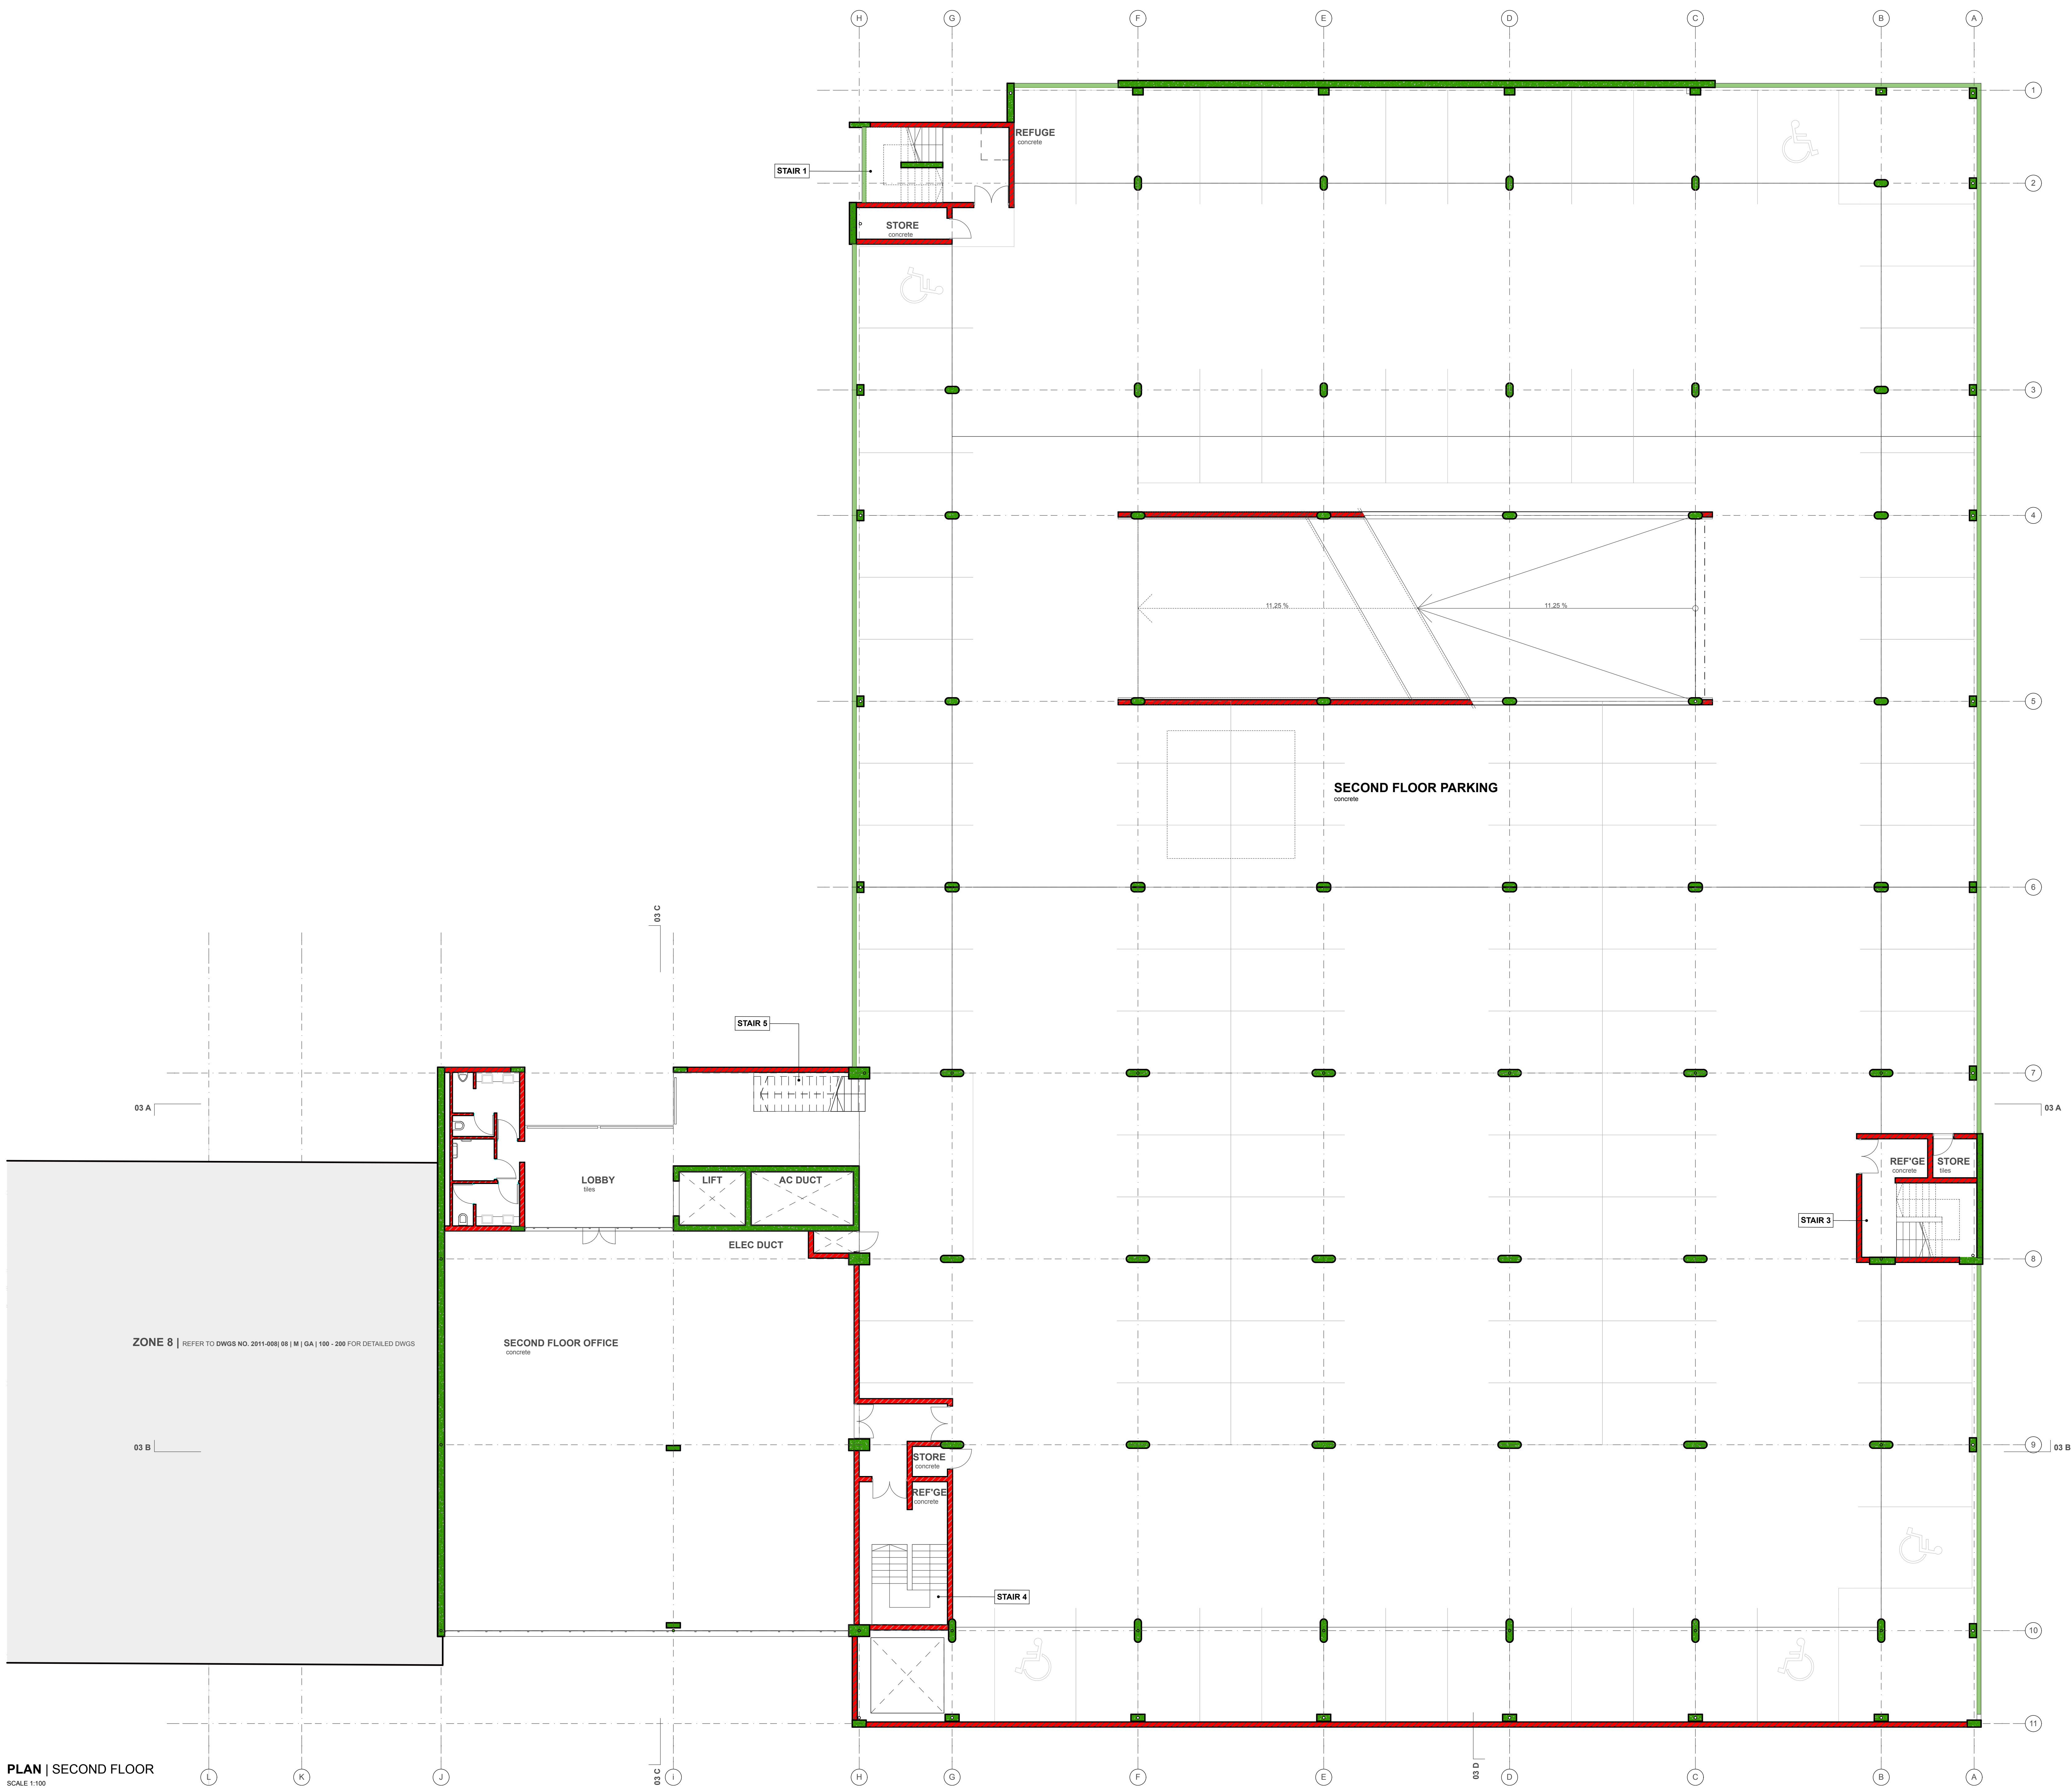 H G F E D C B A
1
REFUGE
concrete
STAIR 1
2
STORE
concrete
3
4
11.25 % 11.25 %
5
SECOND FLOOR PARKING
concrete
6
03 C
STAIR 5
7
03 A 03 A
REF'GE STORE
concrete tiles
LOBBY LIFT AC DUCT
tiles
STAIR 3
ELEC DUCT
8
ZONE 8 | REFER TO DWGS NO. 2011-008| 08 | M | GA | 100 - 200 FOR DETAILED DWGS
SECOND FLOOR OFFICE
concrete
03 B 9 03 B
STORE
concrete
REF'GE
concrete
STAIR 4
10
11
PLAN | SECOND FLOOR
SCALE 1:100
03 C 03 D
L K J i H G F E D C B A